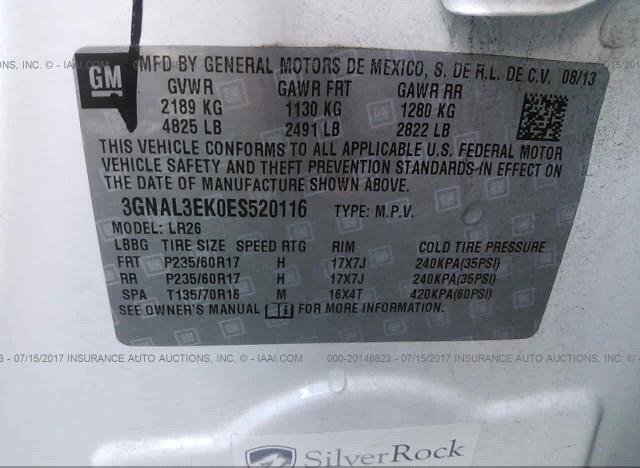 GM
MFD BY GENERAL MOTORS DE MEXICO, S. DE R.L. DE C.V. 08/13
GVWR GAWR FRT GAWR RR
2189 KG 1130 KG 1280 KG
4825 LB 2491 LB 2822 LB
THIS VEHICLE CONFORMS TO ALL APPLICABLE U.S. FEDERAL MOTOR
VEHICLE SAFETY AND THEFT PREVENTION STANDARDS IN EFFECT ON
THE DATE OF MANUFACTURE SHOWN ABOVE.
3GNAL3EK0ES520116 TYPE: M.P.V.
MODEL: LR26
LBBG TIRE SIZE SPEED RTG RIM COLD TIRE PRESSURE
FRT P235/60R17 H 17X7J 240KPA(35PSI)
RR P235/60R17 H 17X7J 240KPA(35PSI)
SPA T135/70R16 M 16X4T 420KPA(60PSI)
SEE OWNER'S MANUAL FOR MORE INFORMATION.
3 - 07/15/2017 - INSURANCE AUTO AUCTIONS, INC. © - IAAI.COM 000-20148823 - 07/15/2017 - INSURANCE AUTO AUCTIONS, INC.
SilverRock